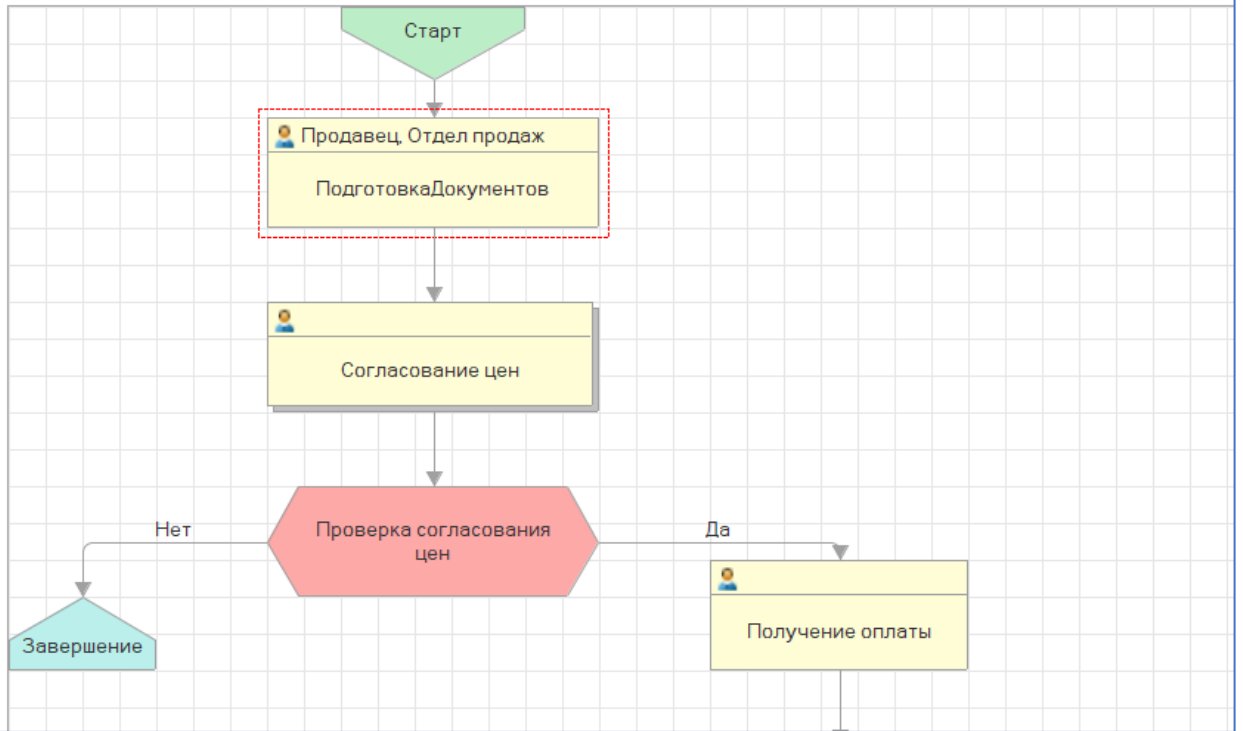 Старт
Продавец, Отдел продаж
ПодготовкаДокументов
Согласование цен
Проверка согласования
цен
Нет
Да
Завершение
Получение оплаты